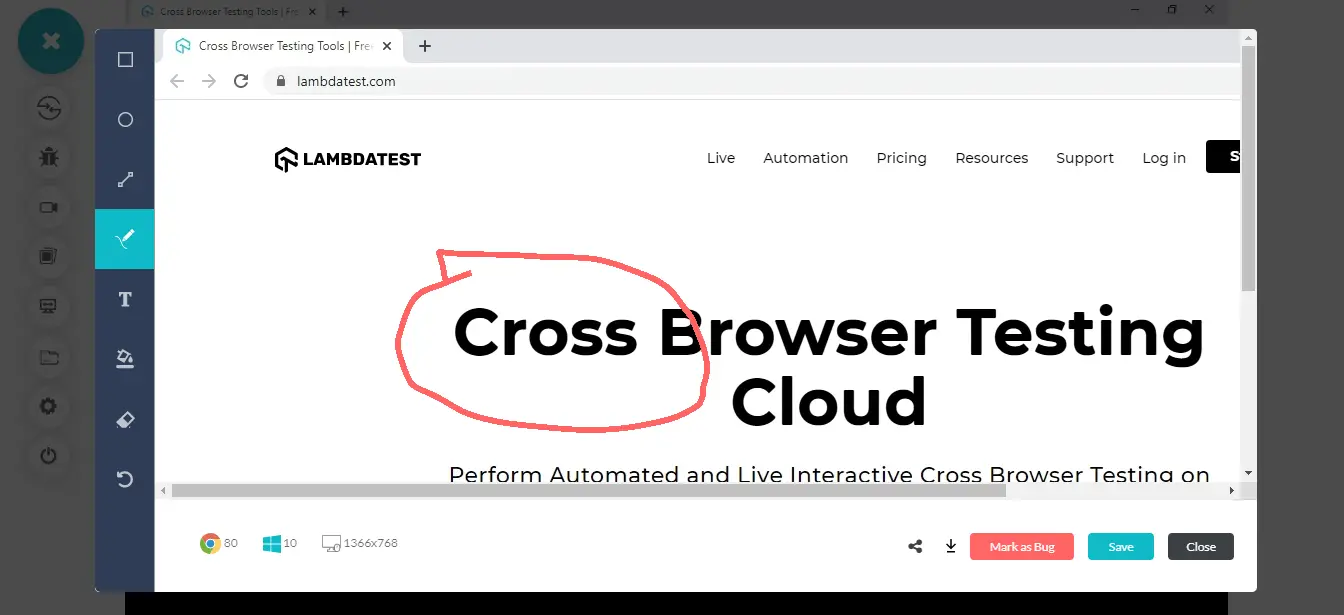 Cross Browser Testing Tools | Fre
Cross Browser Testing Tools | Free
lambdatest.com
LAMBDATEST
Live Automation Pricing Resources Support Log in S
T
Cross Browser Testing
Cloud
Perform Automated and Live Interactive Cross Browser Testing on
80 10 1366x768
Mark as Bug Save Close